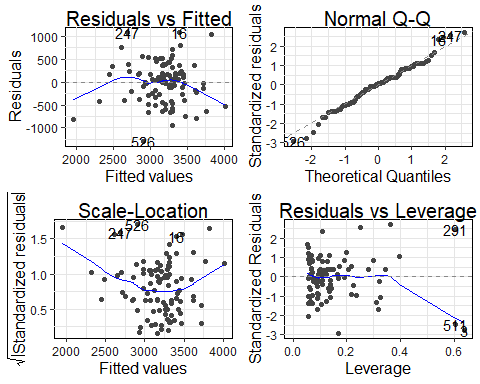 Residuals vs Fitted
Residuals
1000
500
0
-500
-1000
247
16
526
2000 2500 3000 3500 4000
Fitted values
Normal Q-Q
Standardized residuals
2
1
0
-1
-2
-3
247
16
526
-2 -1 0 1 2
Theoretical Quantiles
Scale-Location
√|Standardized residuals|
1.5
1.0
0.5
526
247
16
2000 2500 3000 3500 4000
Fitted values
Residuals vs Leverage
Standardized Residuals
2
1
0
-1
-2
-3
291
511
3
0.0 0.2 0.4 0.6
Leverage